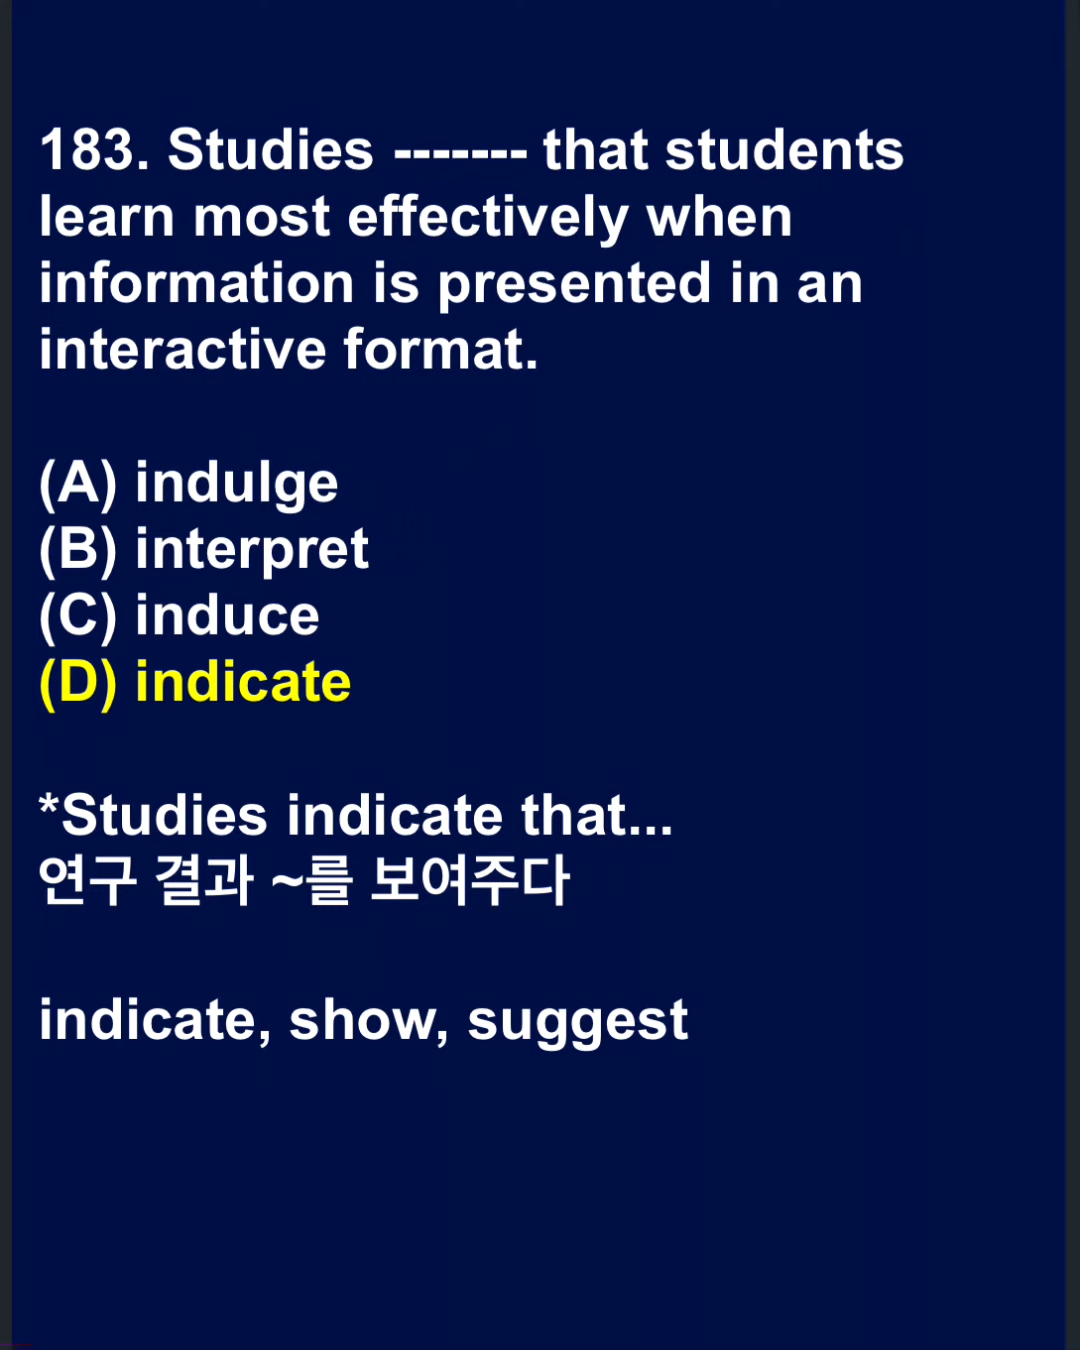 183. Studies ------- that students
learn most effectively when
information is presented in an
interactive format.
(A) indulge
(B) interpret
(C) induce
(D) indicate
*Studies indicate that...
연구 결과 ~를 보여주다
indicate, show, suggest